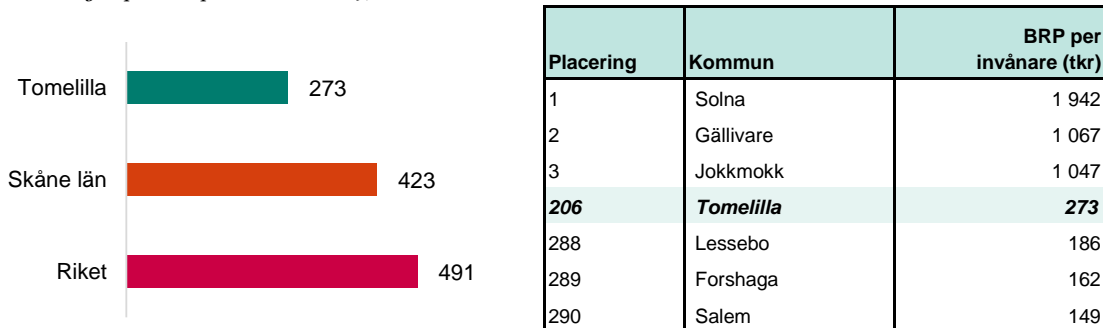 Tomelilla 273
Skåne län 423
Riket 491
Placering Kommun BRP per invånare (tkr)
1 Solna 1 942
2 Gällivare 1 067
3 Jokkmokk 1 047
206 Tomelilla 273
288 Lessebo 186
289 Forshaga 162
290 Salem 149